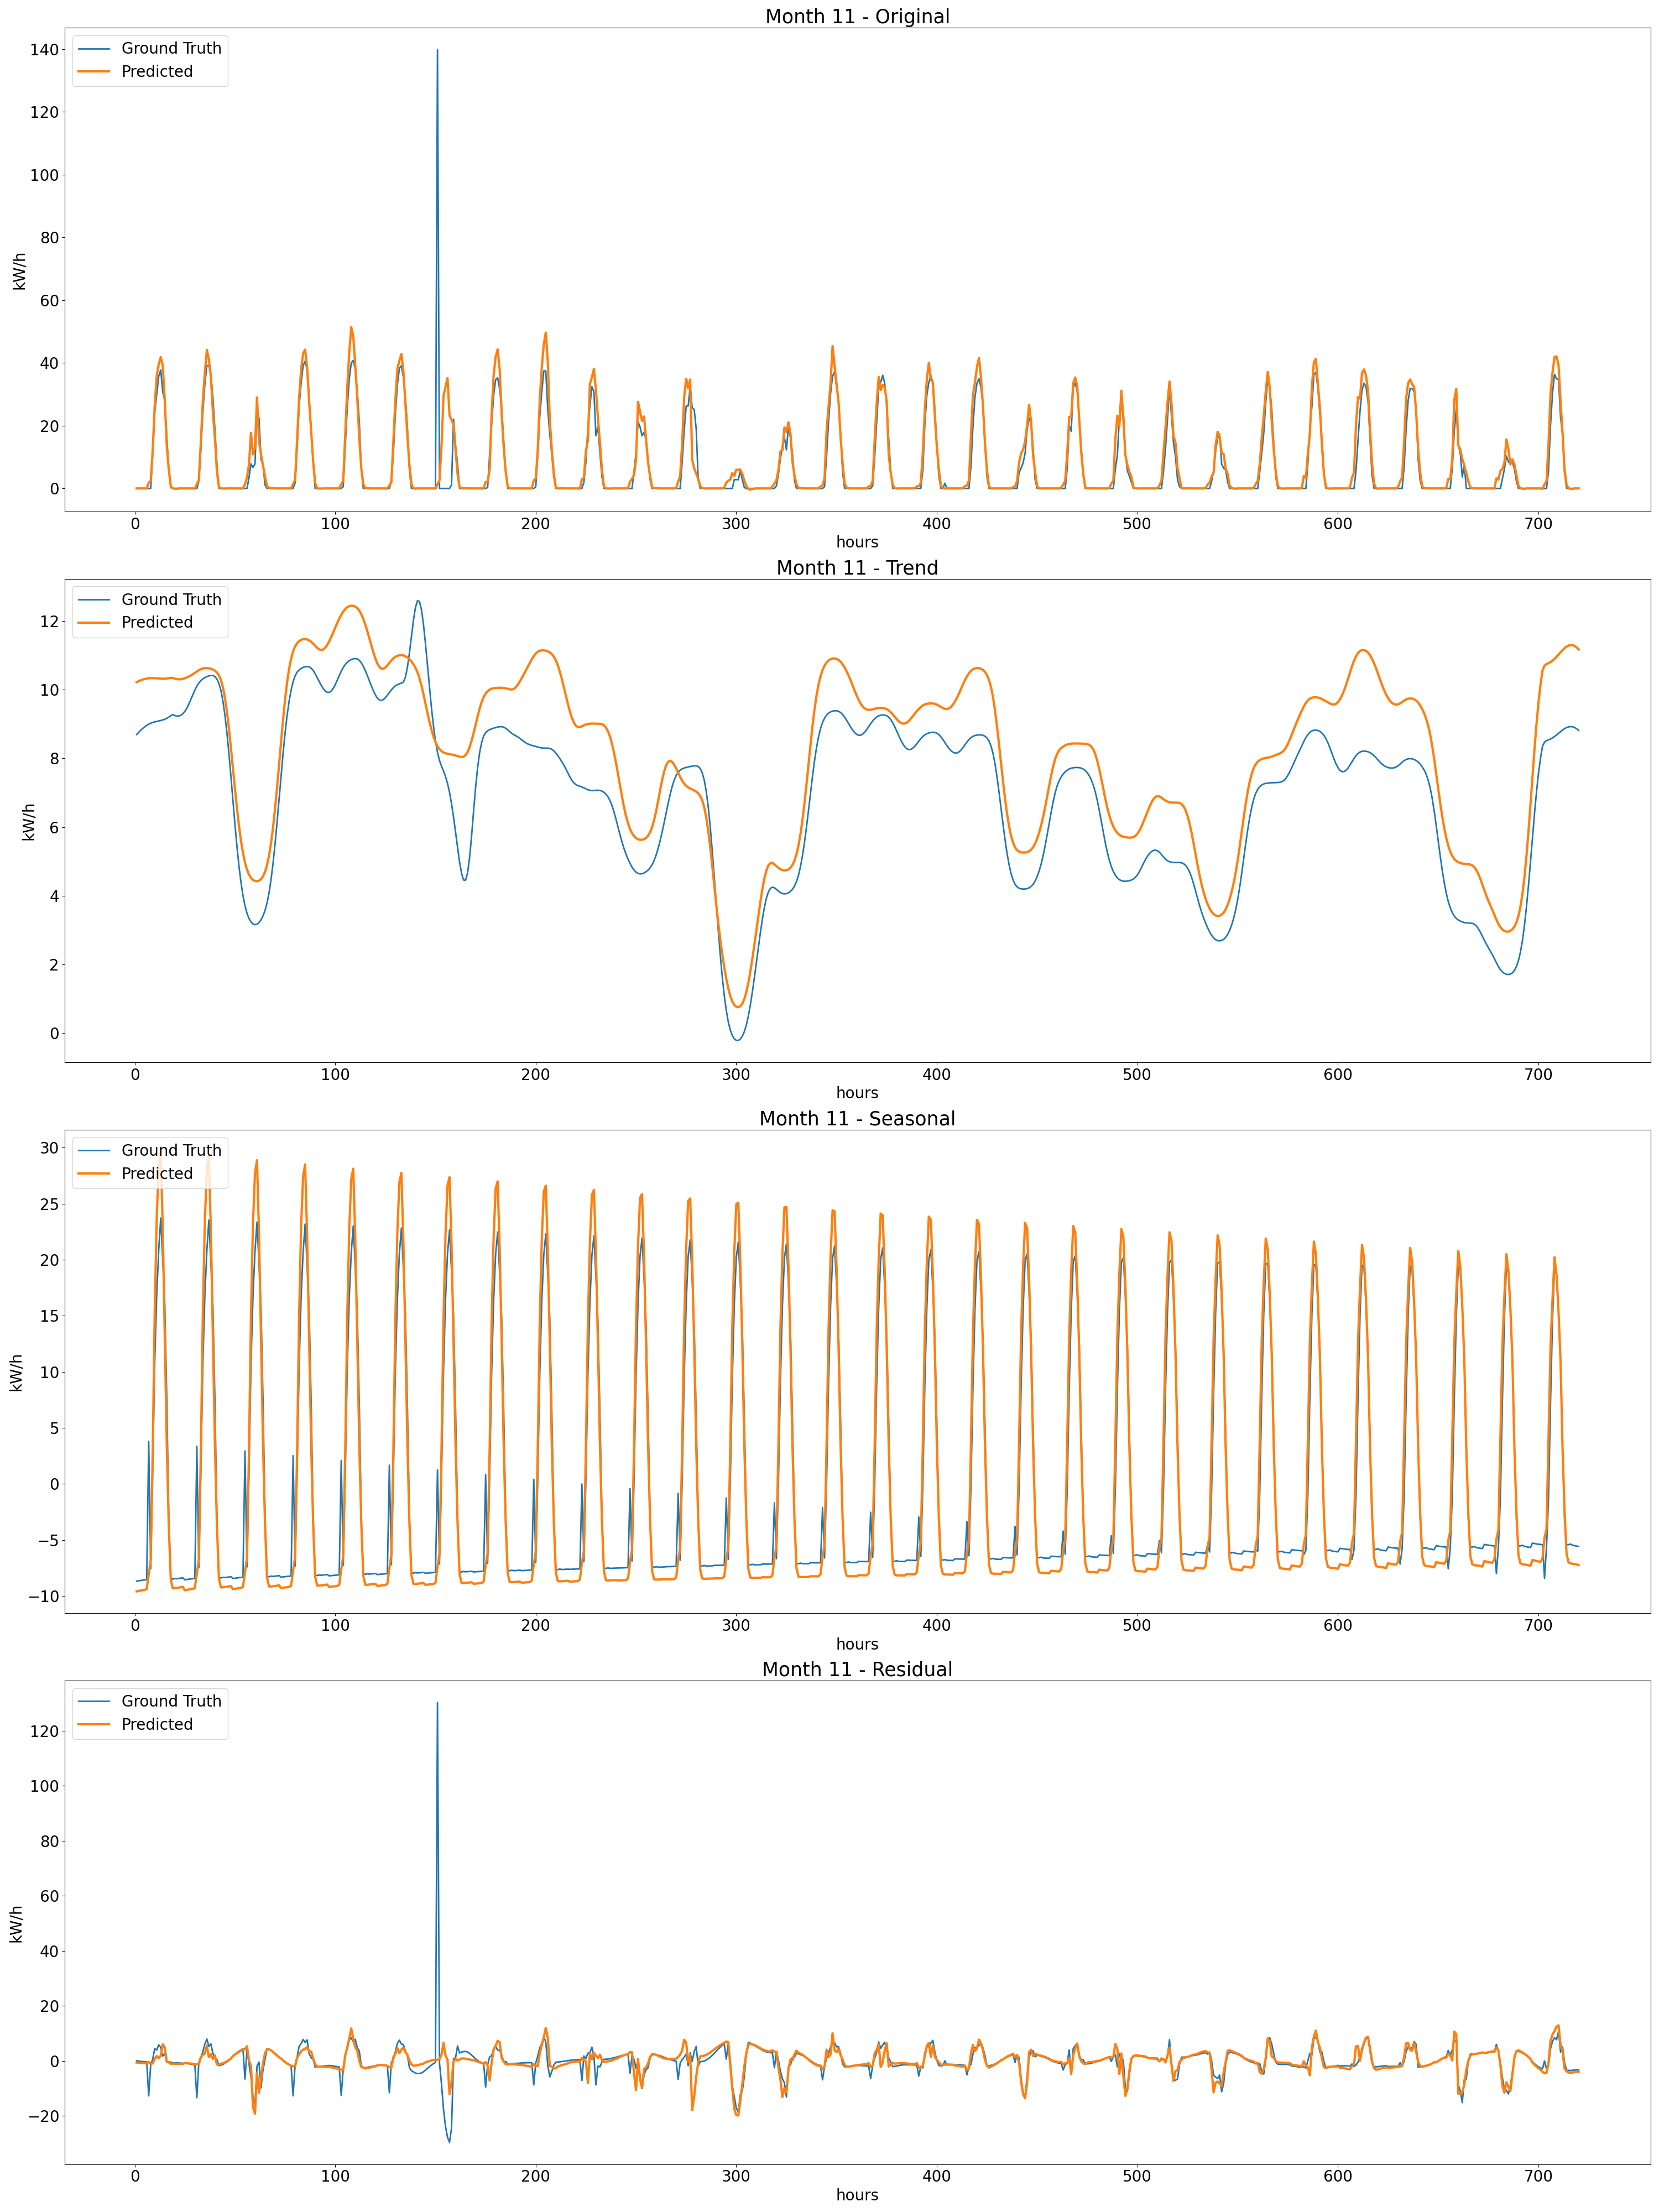 Month 11 - Original
Ground Truth
Predicted
140
120
100
80
60
40
20
0
kW/h
0 100 200 300 400 500 600 700
hours
Month 11 - Trend
Ground Truth
Predicted
12
10
8
6
4
2
0
kW/h
0 100 200 300 400 500 600 700
hours
Month 11 - Seasonal
Ground Truth
Predicted
30
25
20
15
10
5
0
−5
−10
kW/h
0 100 200 300 400 500 600 700
hours
Month 11 - Residual
Ground Truth
Predicted
120
100
80
60
40
20
0
−20
kW/h
0 100 200 300 400 500 600 700
hours